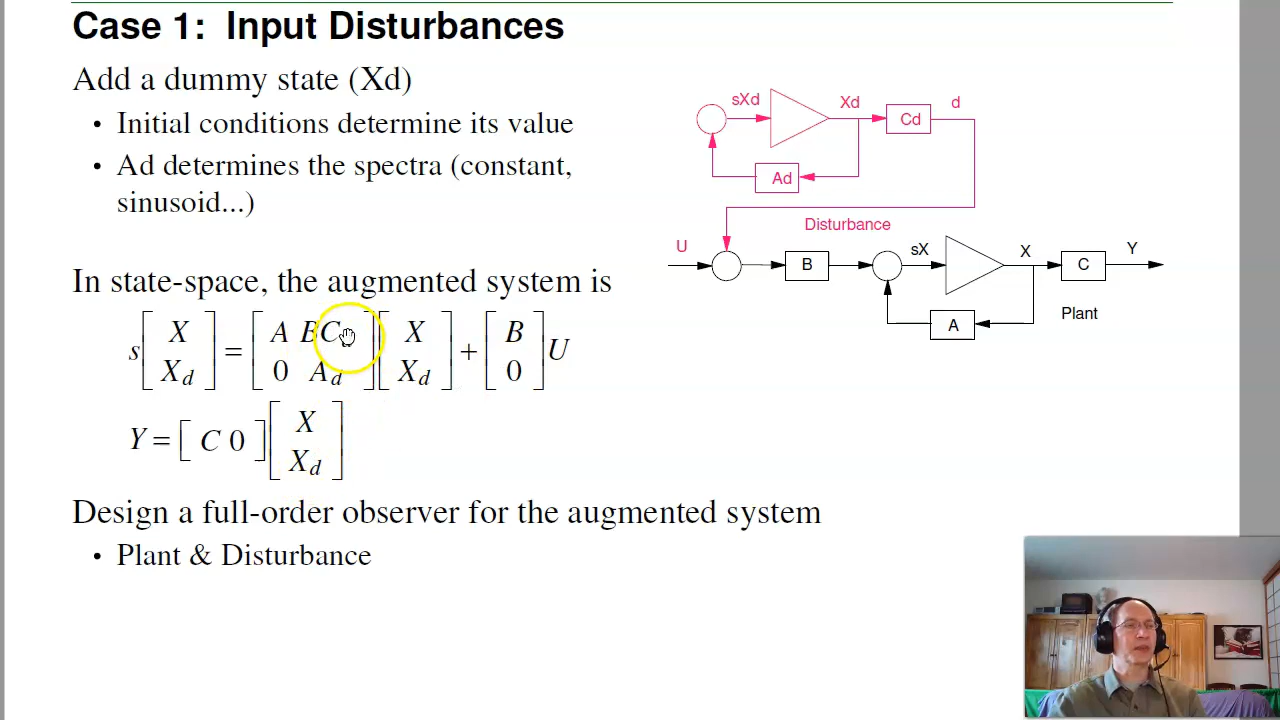 Case 1: Input Disturbances
Add a dummy state (Xd)
• Initial conditions determine its value
• Ad determines the spectra (constant,
sinusoid...)
In state-space, the augmented system is
s[X Xd] = [A BC 0 Ad][X Xd] + [B 0]U
Y = [C 0][X Xd]
Design a full-order observer for the augmented system
• Plant & Disturbance
sXd
Xd
d
Cd
Ad
Disturbance
U
B
sX
X
C
Y
A
Plant